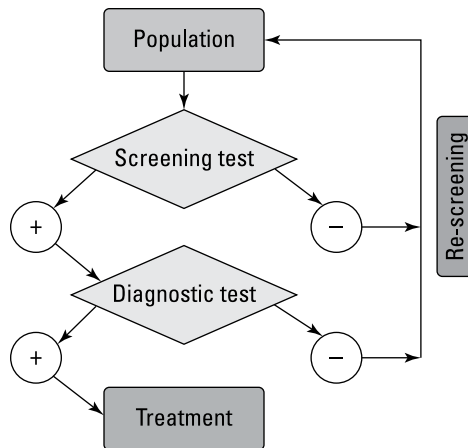 Population
Screening test
+
−
Re-screening
Diagnostic test
+
−
Treatment